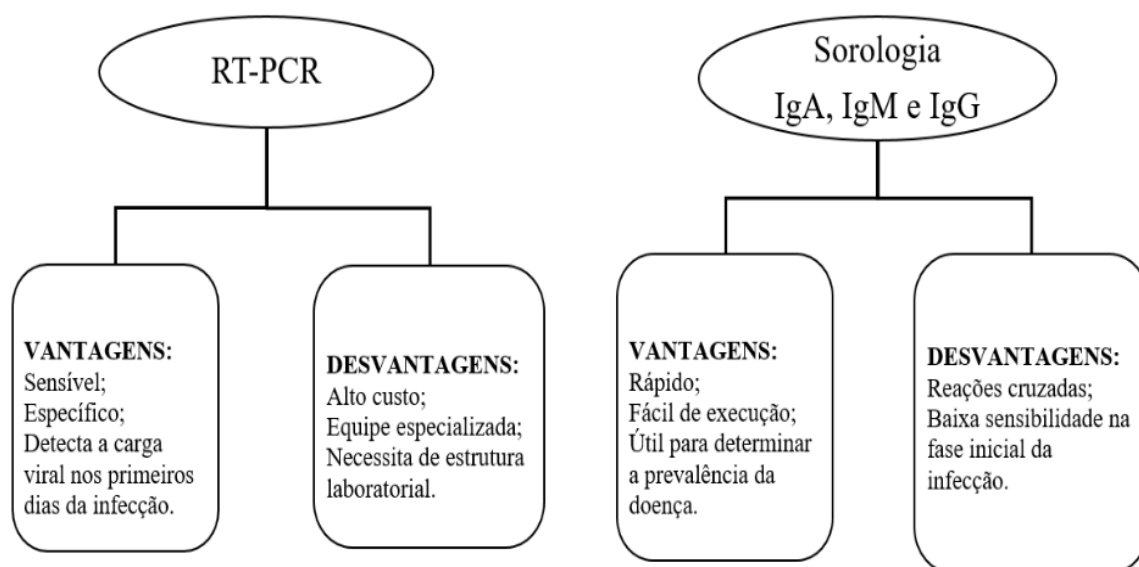 RT-PCR
Sorologia
IgA, IgM e IgG
VANTAGENS:
Sensível;
Específico;
Detecta a carga
viral nos primeiros
dias da infecção.
DESVANTAGENS:
Alto custo;
Equipe especializada;
Necessita de estrutura
laboratorial.
VANTAGENS:
Rápido;
Fácil de execução;
Útil para determinar
a prevalência da
doença.
DESVANTAGENS:
Reações cruzadas;
Baixa sensibilidade na
fase inicial da
infecção.